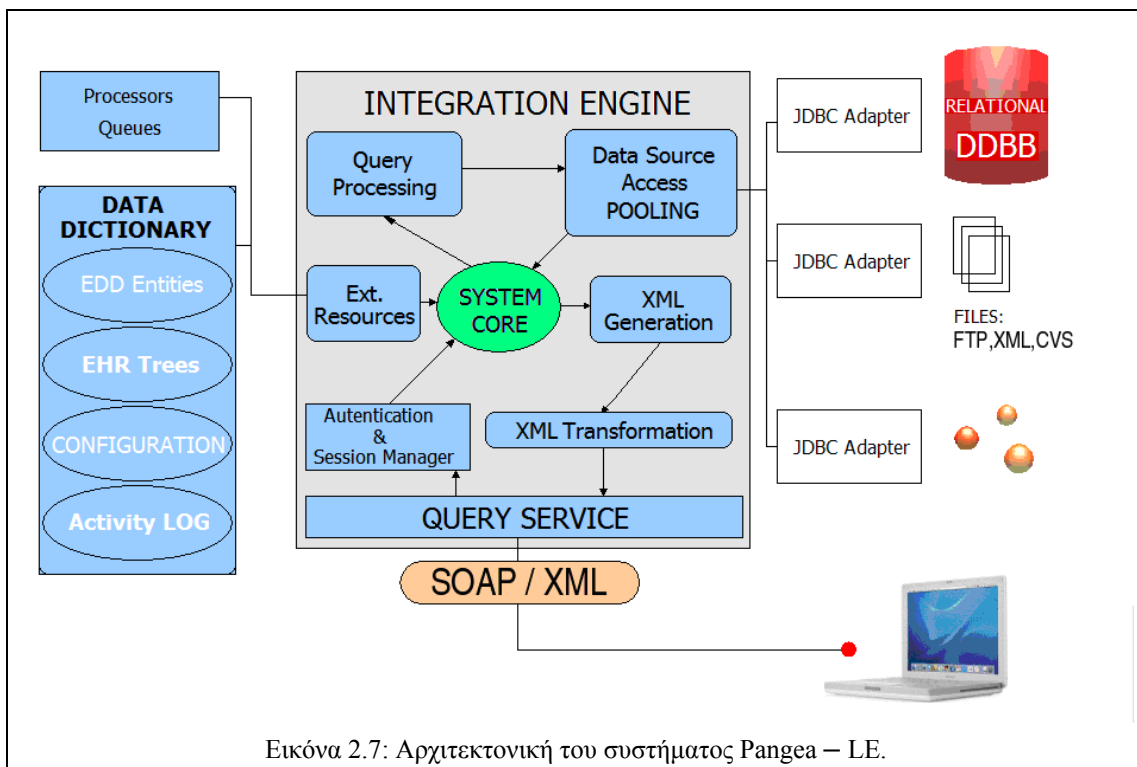 Processors
Queues
DATA
DICTIONARY
EDD Entities
EHR Trees
CONFIGURATION
Activity LOG
INTEGRATION ENGINE
Query
Processing
Data Source
Access
POOLING
Ext.
Resources
SYSTEM
CORE
XML
Generation
Autentication
&
Session Manager
XML Transformation
QUERY SERVICE
SOAP / XML
JDBC Adapter
RELATIONAL
DDBB
JDBC Adapter
FILES:
FTP,XML,CVS
JDBC Adapter
Εικόνα 2.7: Αρχιτεκτονική του συστήματος Pangea – LE.